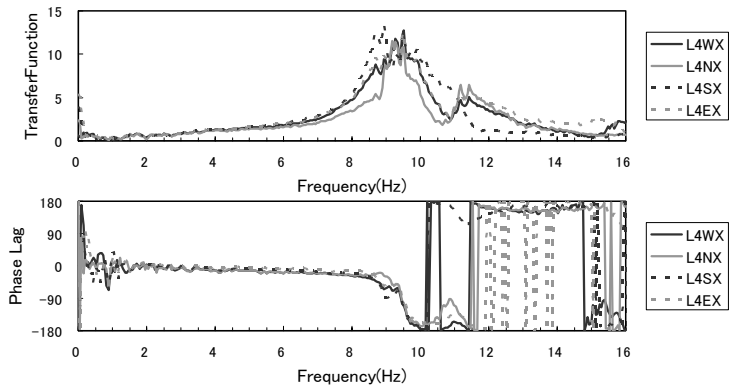 15
10
5
0
TransferFunction
0 2 4 6 8 10 12 14 16
Frequency(Hz)
L4WX
L4NX
L4SX
L4EX
180
90
0
-90
-180
Phase Lag
0 2 4 6 8 10 12 14 16
Frequency(Hz)
L4WX
L4NX
L4SX
L4EX